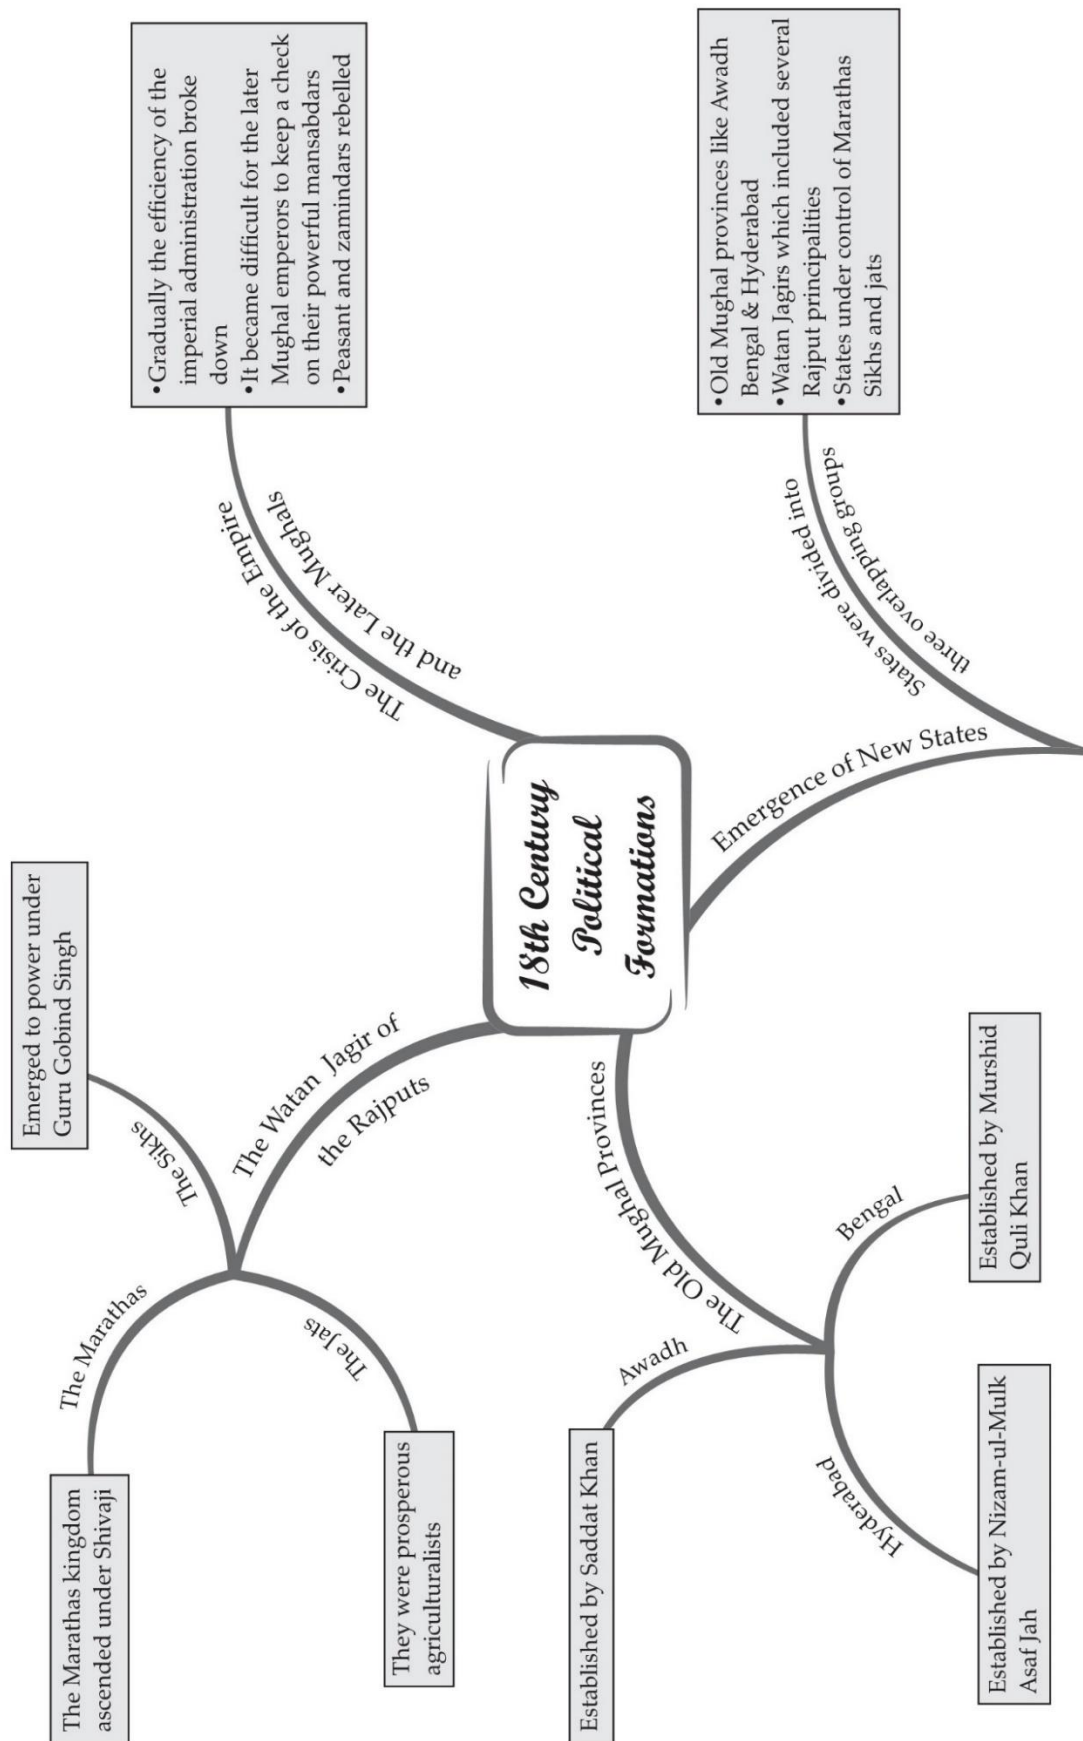 18th Century
Political
Formations
The Crisis of the Empire
and the Later Mughals
•Gradually the efficiency of the
imperial administration broke
down
•It became difficult for the later
Mughal emperors to keep a check
on their powerful mansabdars
•Peasant and zamindars rebelled
Emergence of New States
States were divided into
three overlapping groups
•Old Mughal provinces like Awadh
Bengal & Hyderabad
•Watan Jagirs which included several
Rajput principalities
•States under control of Marathas
Sikhs and jats
The Old Mughal Provinces
Bengal
Established by Murshid
Quli Khan
Hyderabad
Established by Nizam-ul-Mulk
Asaf Jah
Awadh
Established by Saddat Khan
The Watan Jagir of
the Rajputs
The Jats
They were prosperous
agriculturalists
The Marathas
The Marathas kingdom
ascended under Shivaji
The Sikhs
Emerged to power under
Guru Gobind Singh